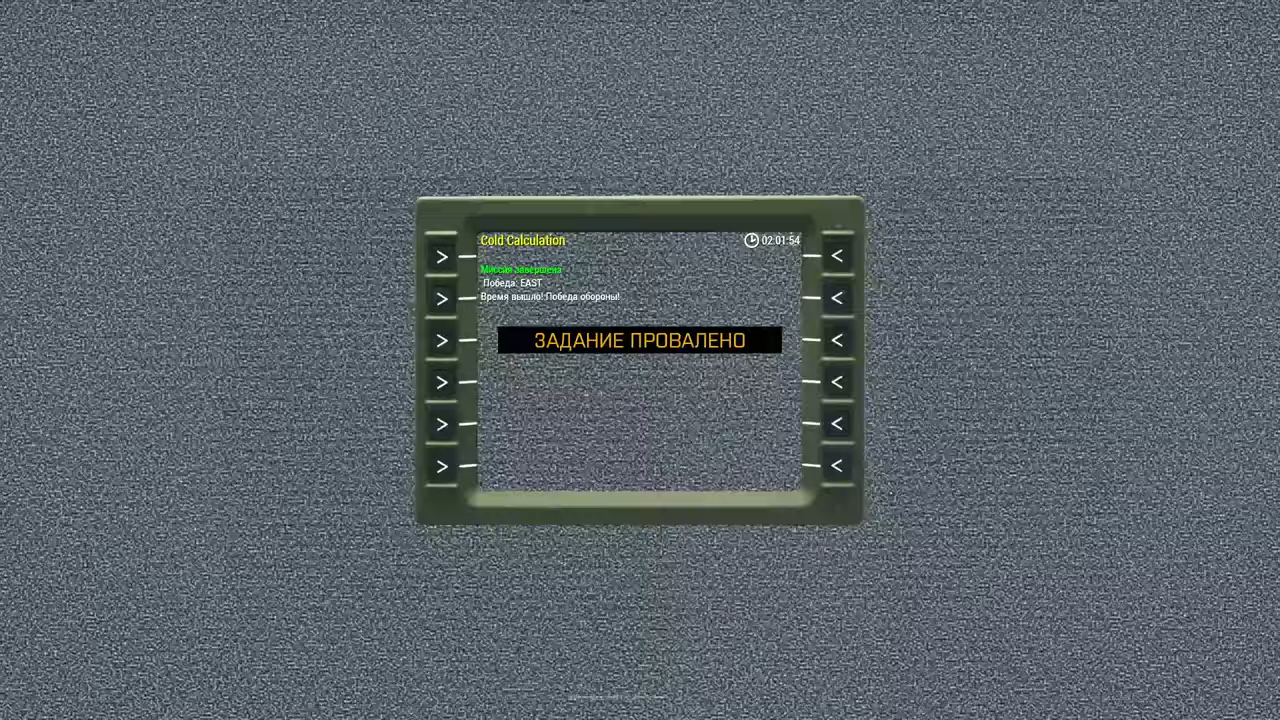 Cold Calculation 02:01:54
Миссия завершена
Победа: EAST
Время вышло! Победа обороны!
ЗАДАНИЕ ПРОВАЛЕНО